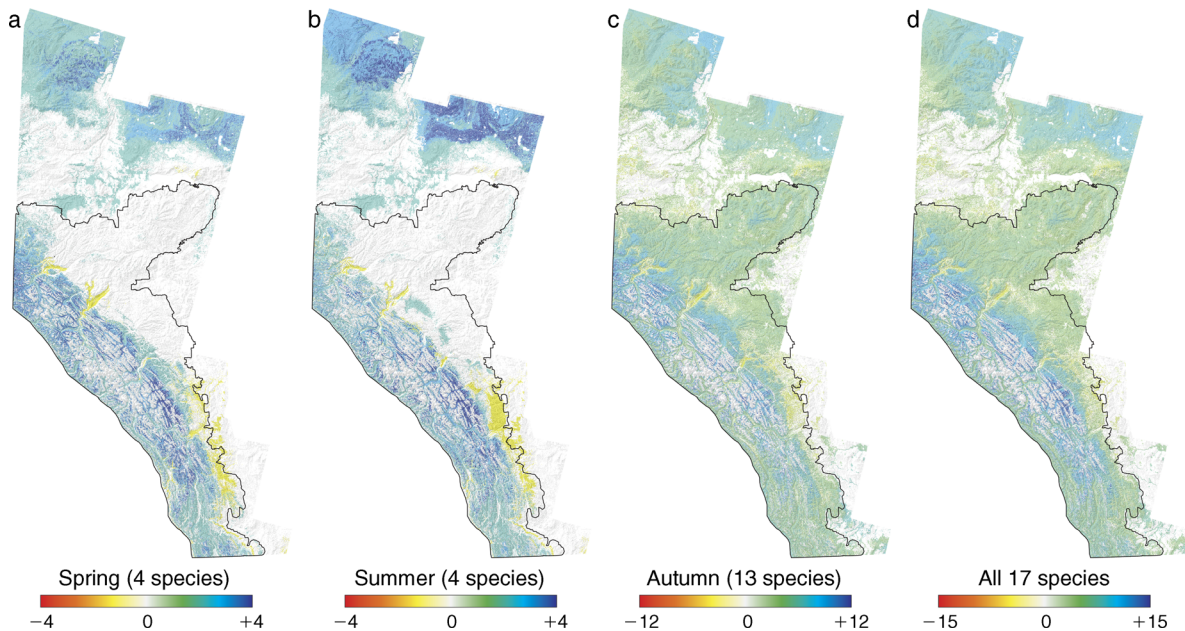 a b c d
Spring (4 species) Summer (4 species) Autumn (13 species) All 17 species
−4 0 +4 −4 0 +4 −12 0 +12 −15 0 +15